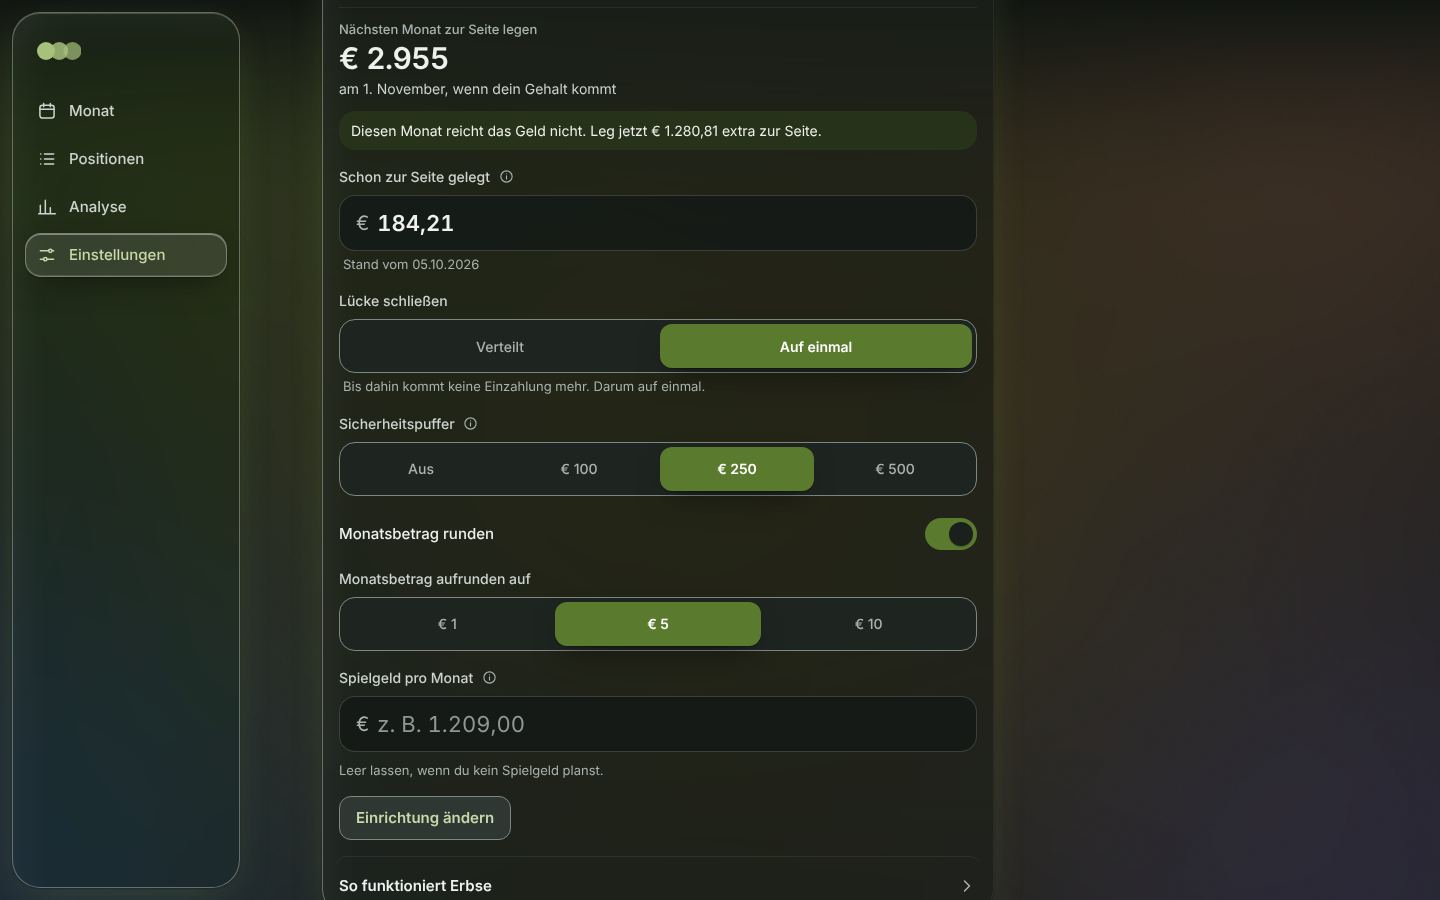 Monat
Positionen
Analyse
Einstellungen
Nächsten Monat zur Seite legen
€ 2.955
am 1. November, wenn dein Gehalt kommt
Diesen Monat reicht das Geld nicht. Leg jetzt € 1.280,81 extra zur Seite.
Schon zur Seite gelegt
€ 184,21
Stand vom 05.10.2026
Lücke schließen
Verteilt Auf einmal
Bis dahin kommt keine Einzahlung mehr. Darum auf einmal.
Sicherheitspuffer
Aus € 100 € 250 € 500
Monatsbetrag runden
Monatsbetrag aufrunden auf
€ 1 € 5 € 10
Spielgeld pro Monat
€ z. B. 1.209,00
Leer lassen, wenn du kein Spielgeld planst.
Einrichtung ändern
So funktioniert Erbse